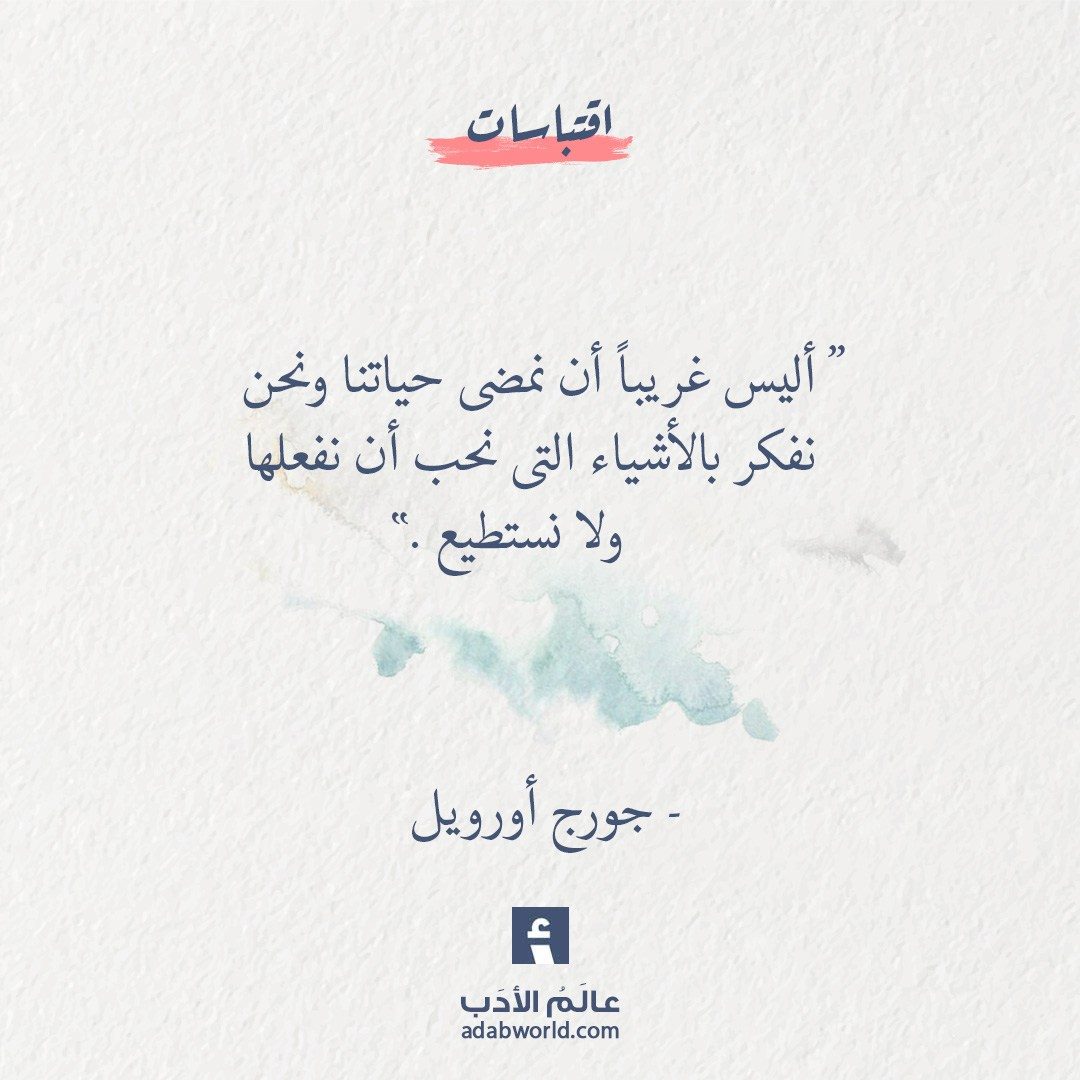 اقتباسات
” أليس غريباً أن نمضى حياتنا ونحن
نفكر بالأشياء التى نحب أن نفعلها
ولا نستطيع .“
- جورج أورويل
أ
عالَمُ الأدَب
adabworld.com